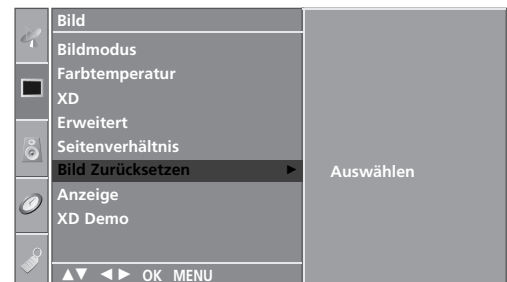 Bild
Bildmodus
Farbtemperatur
XD
Erweitert
Seitenverhältnis
Bild Zurücksetzen ►
Auswählen
Anzeige
XD Demo
▲▼ ◄► OK MENU